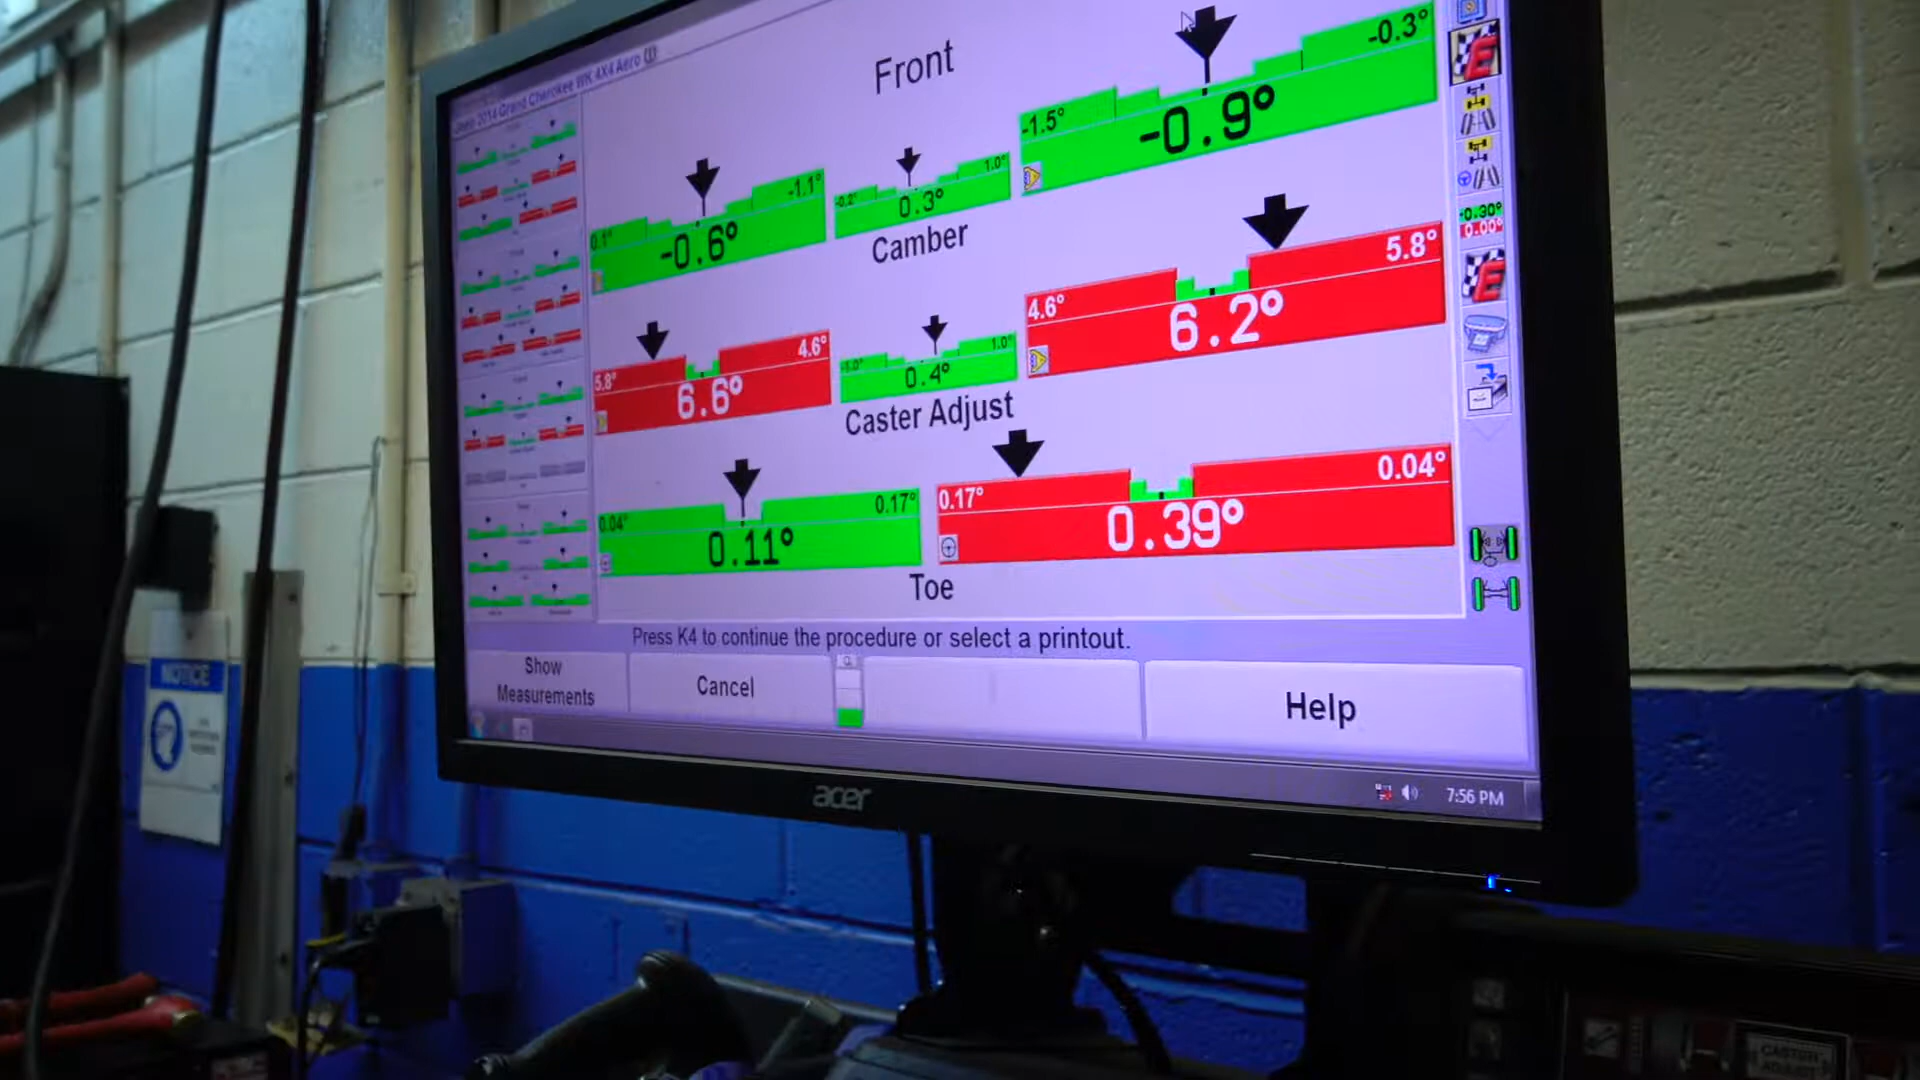 Jeep 2014 Grand Cherokee WK 4X4 Aero
Front
0.1° -1.1°
-0.6°
-0.2° 1.0°
0.3°
-1.5° -0.3°
-0.9°
Camber
5.8° 4.6°
6.6°
-1.0° 1.0°
0.4°
4.6° 5.8°
6.2°
Caster Adjust
0.04° 0.17°
0.11°
0.17° 0.04°
0.39°
Toe
-0.30°
0.00°
Press K4 to continue the procedure or select a printout.
Show
Measurements
Cancel
Help
7:56 PM
acer
NOTICE